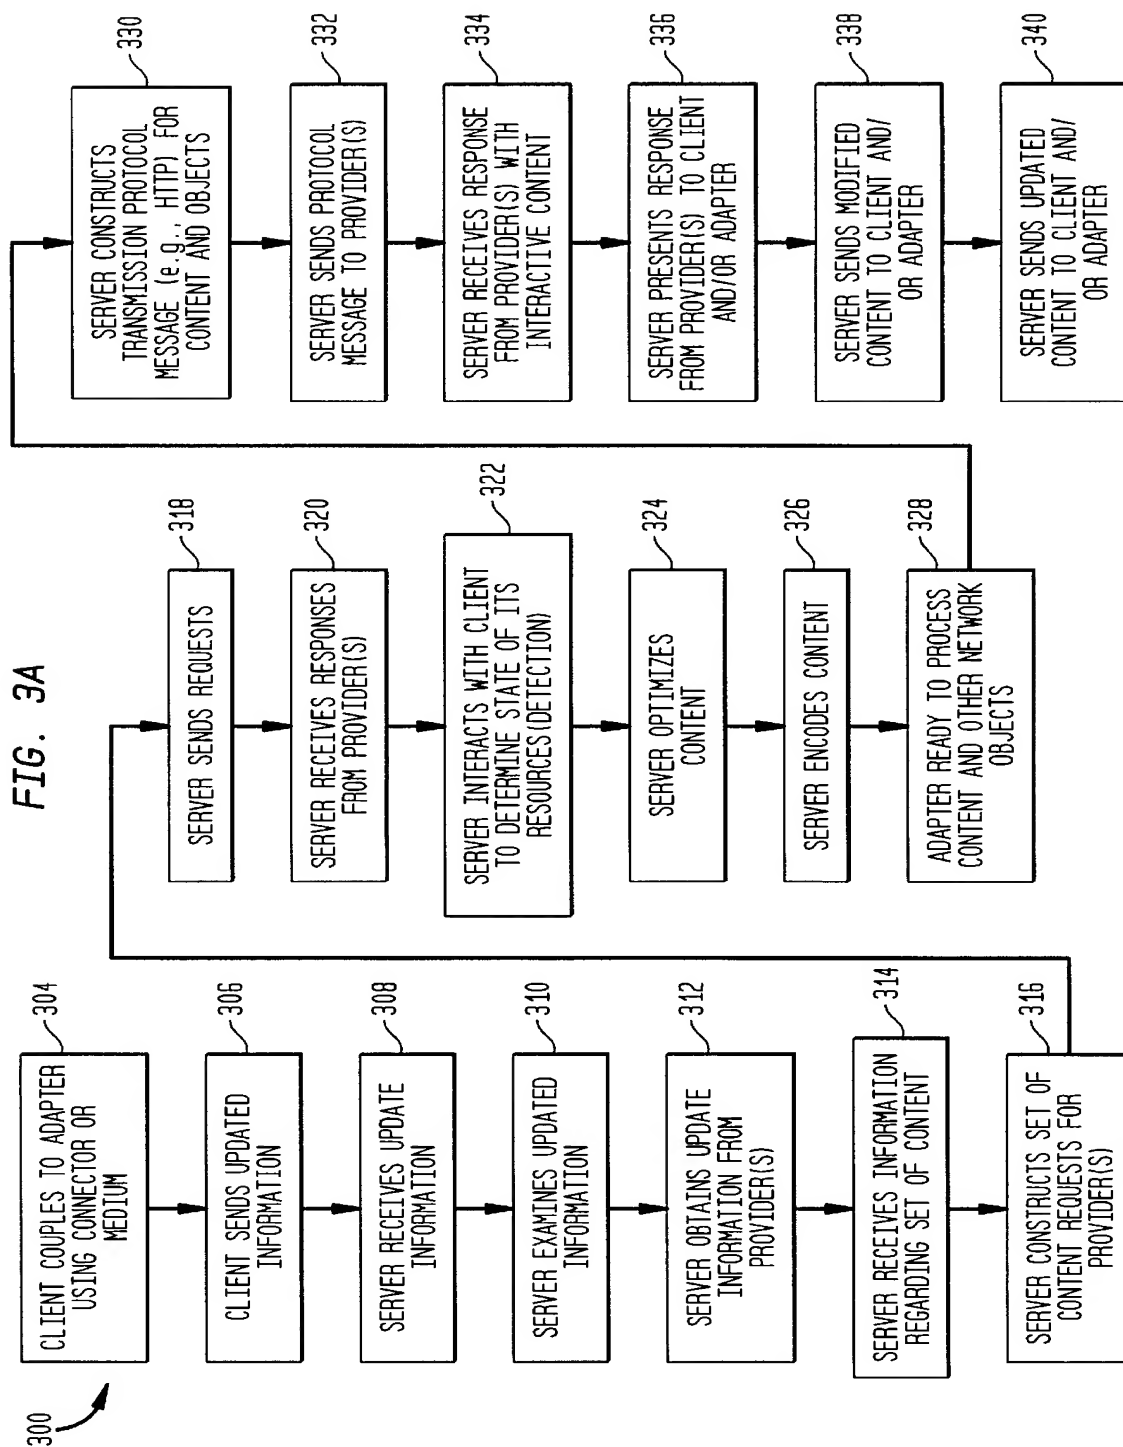 FIG. 3A
300
CLIENT COUPLES TO ADAPTER
USING CONNECTOR OR
MEDIUM
304
CLIENT SENDS UPDATED
INFORMATION
306
SERVER RECEIVES UPDATE
INFORMATION
308
SERVER EXAMINES UPDATED
INFORMATION
310
SERVER OBTAINS UPDATE
INFORMATION FROM
PROVIDER(S)
312
SERVER RECEIVES INFORMATION
REGARDING SET OF CONTENT
314
SERVER CONSTRUCTS SET OF
CONTENT REQUESTS FOR
PROVIDER(S)
316
SERVER SENDS REQUESTS
318
SERVER RECEIVES RESPONSES
FROM PROVIDER(S)
320
SERVER INTERACTS WITH CLIENT
TO DETERMINE STATE OF ITS
RESOURCES(DETECTION)
322
SERVER OPTIMIZES
CONTENT
324
SERVER ENCODES CONTENT
326
ADAPTER READY TO PROCESS
CONTENT AND OTHER NETWORK
OBJECTS
328
SERVER CONSTRUCTS
TRANSMISSION PROTOCOL
MESSAGE (e.g., HTTP) FOR
CONTENT AND OBJECTS
330
SERVER SENDS PROTOCOL
MESSAGE TO PROVIDER(S)
332
SERVER RECEIVES RESPONSE
FROM PROVIDER(S) WITH
INTERACTIVE CONTENT
334
SERVER PRESENTS RESPONSE
FROM PROVIDER(S) TO CLIENT
AND/OR ADAPTER
336
SERVER SENDS MODIFIED
CONTENT TO CLIENT AND/
OR ADAPTER
338
SERVER SENDS UPDATED
CONTENT TO CLIENT AND/
OR ADAPTER
340